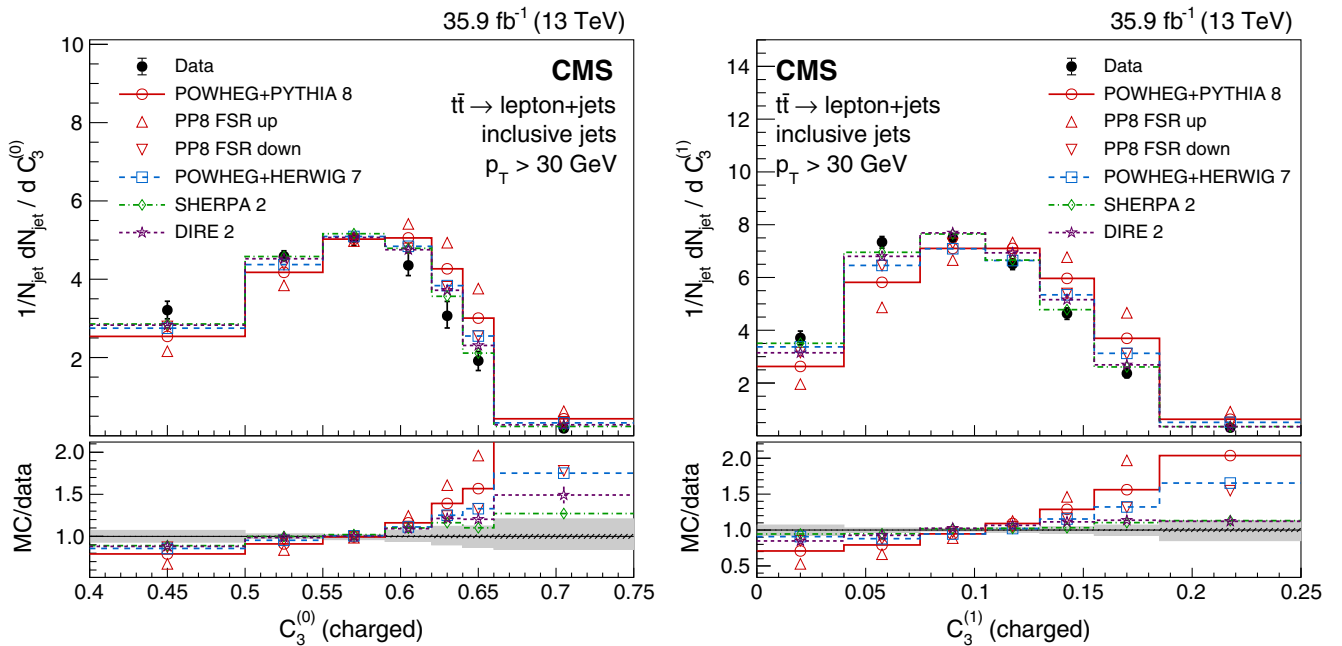 35.9 fb⁻¹ (13 TeV)
1/N_jet dN_jet / d C₃⁽⁰⁾
10
8
6
4
2
Data
POWHEG+PYTHIA 8
PP8 FSR up
PP8 FSR down
POWHEG+HERWIG 7
SHERPA 2
DIRE 2
CMS
tt̄ → lepton+jets
inclusive jets
p_T > 30 GeV
MC/data
2.0
1.5
1.0
0.4 0.45 0.5 0.55 0.6 0.65 0.7 0.75
C₃⁽⁰⁾ (charged)
35.9 fb⁻¹ (13 TeV)
1/N_jet dN_jet / d C₃⁽¹⁾
14
12
10
8
6
4
2
CMS
tt̄ → lepton+jets
inclusive jets
p_T > 30 GeV
Data
POWHEG+PYTHIA 8
PP8 FSR up
PP8 FSR down
POWHEG+HERWIG 7
SHERPA 2
DIRE 2
MC/data
2.0
1.5
1.0
0.5
0 0.05 0.1 0.15 0.2 0.25
C₃⁽¹⁾ (charged)